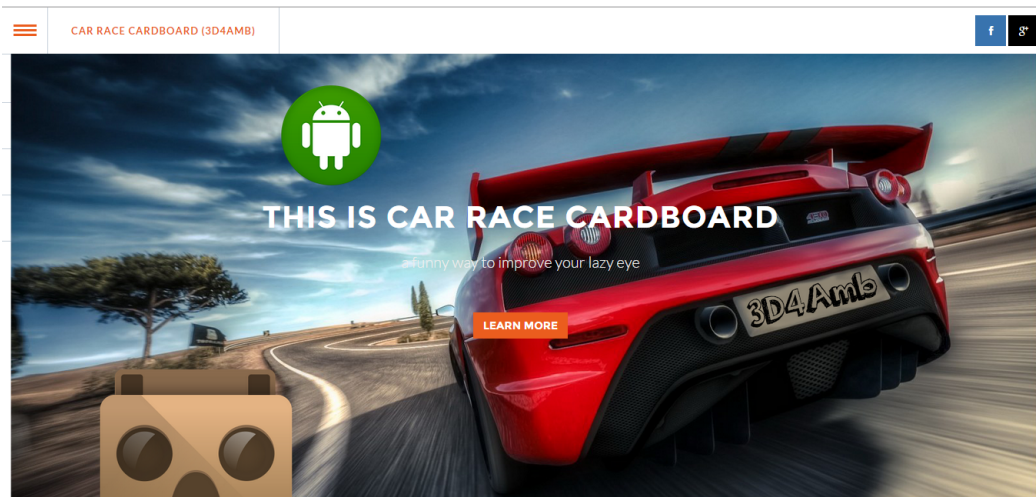 CAR RACE CARDBOARD (3D4AMB)
f
g+
THIS IS CAR RACE CARDBOARD
a funny way to improve your lazy eye
3D4Amb
LEARN MORE